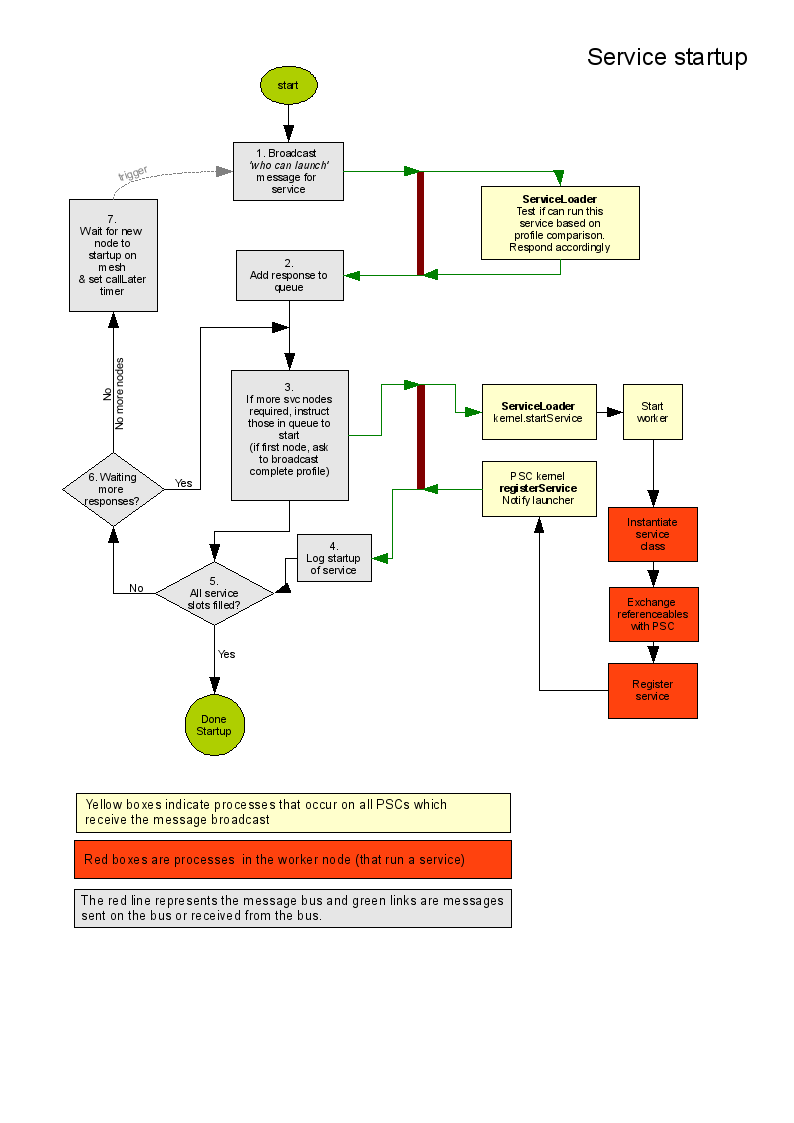 Service startup
start
1. Broadcast
'who can launch'
message for
service
trigger
ServiceLoader
Test if can run this
service based on
profile comparison.
Respond accordingly
7.
Wait for new
node to
startup on
mesh
& set callLater
timer
2.
Add response to
queue
3.
If more svc nodes
required, instruct
those in queue to
start
(if first node, ask
to broadcast
complete profile)
ServiceLoader
kernel.startService
Start
worker
No
No more nodes
PSC kernel
registerService
Notify launcher
6. Waiting
more
responses?
Yes
Instantiate
service
class
4.
Log startup
of service
5.
All service
slots filled?
No
Exchange
referenceables
with PSC
Yes
Register
service
Done
Startup
Yellow boxes indicate processes that occur on all PSCs which
receive the message broadcast
Red boxes are processes in the worker node (that run a service)
The red line represents the message bus and green links are messages
sent on the bus or received from the bus.